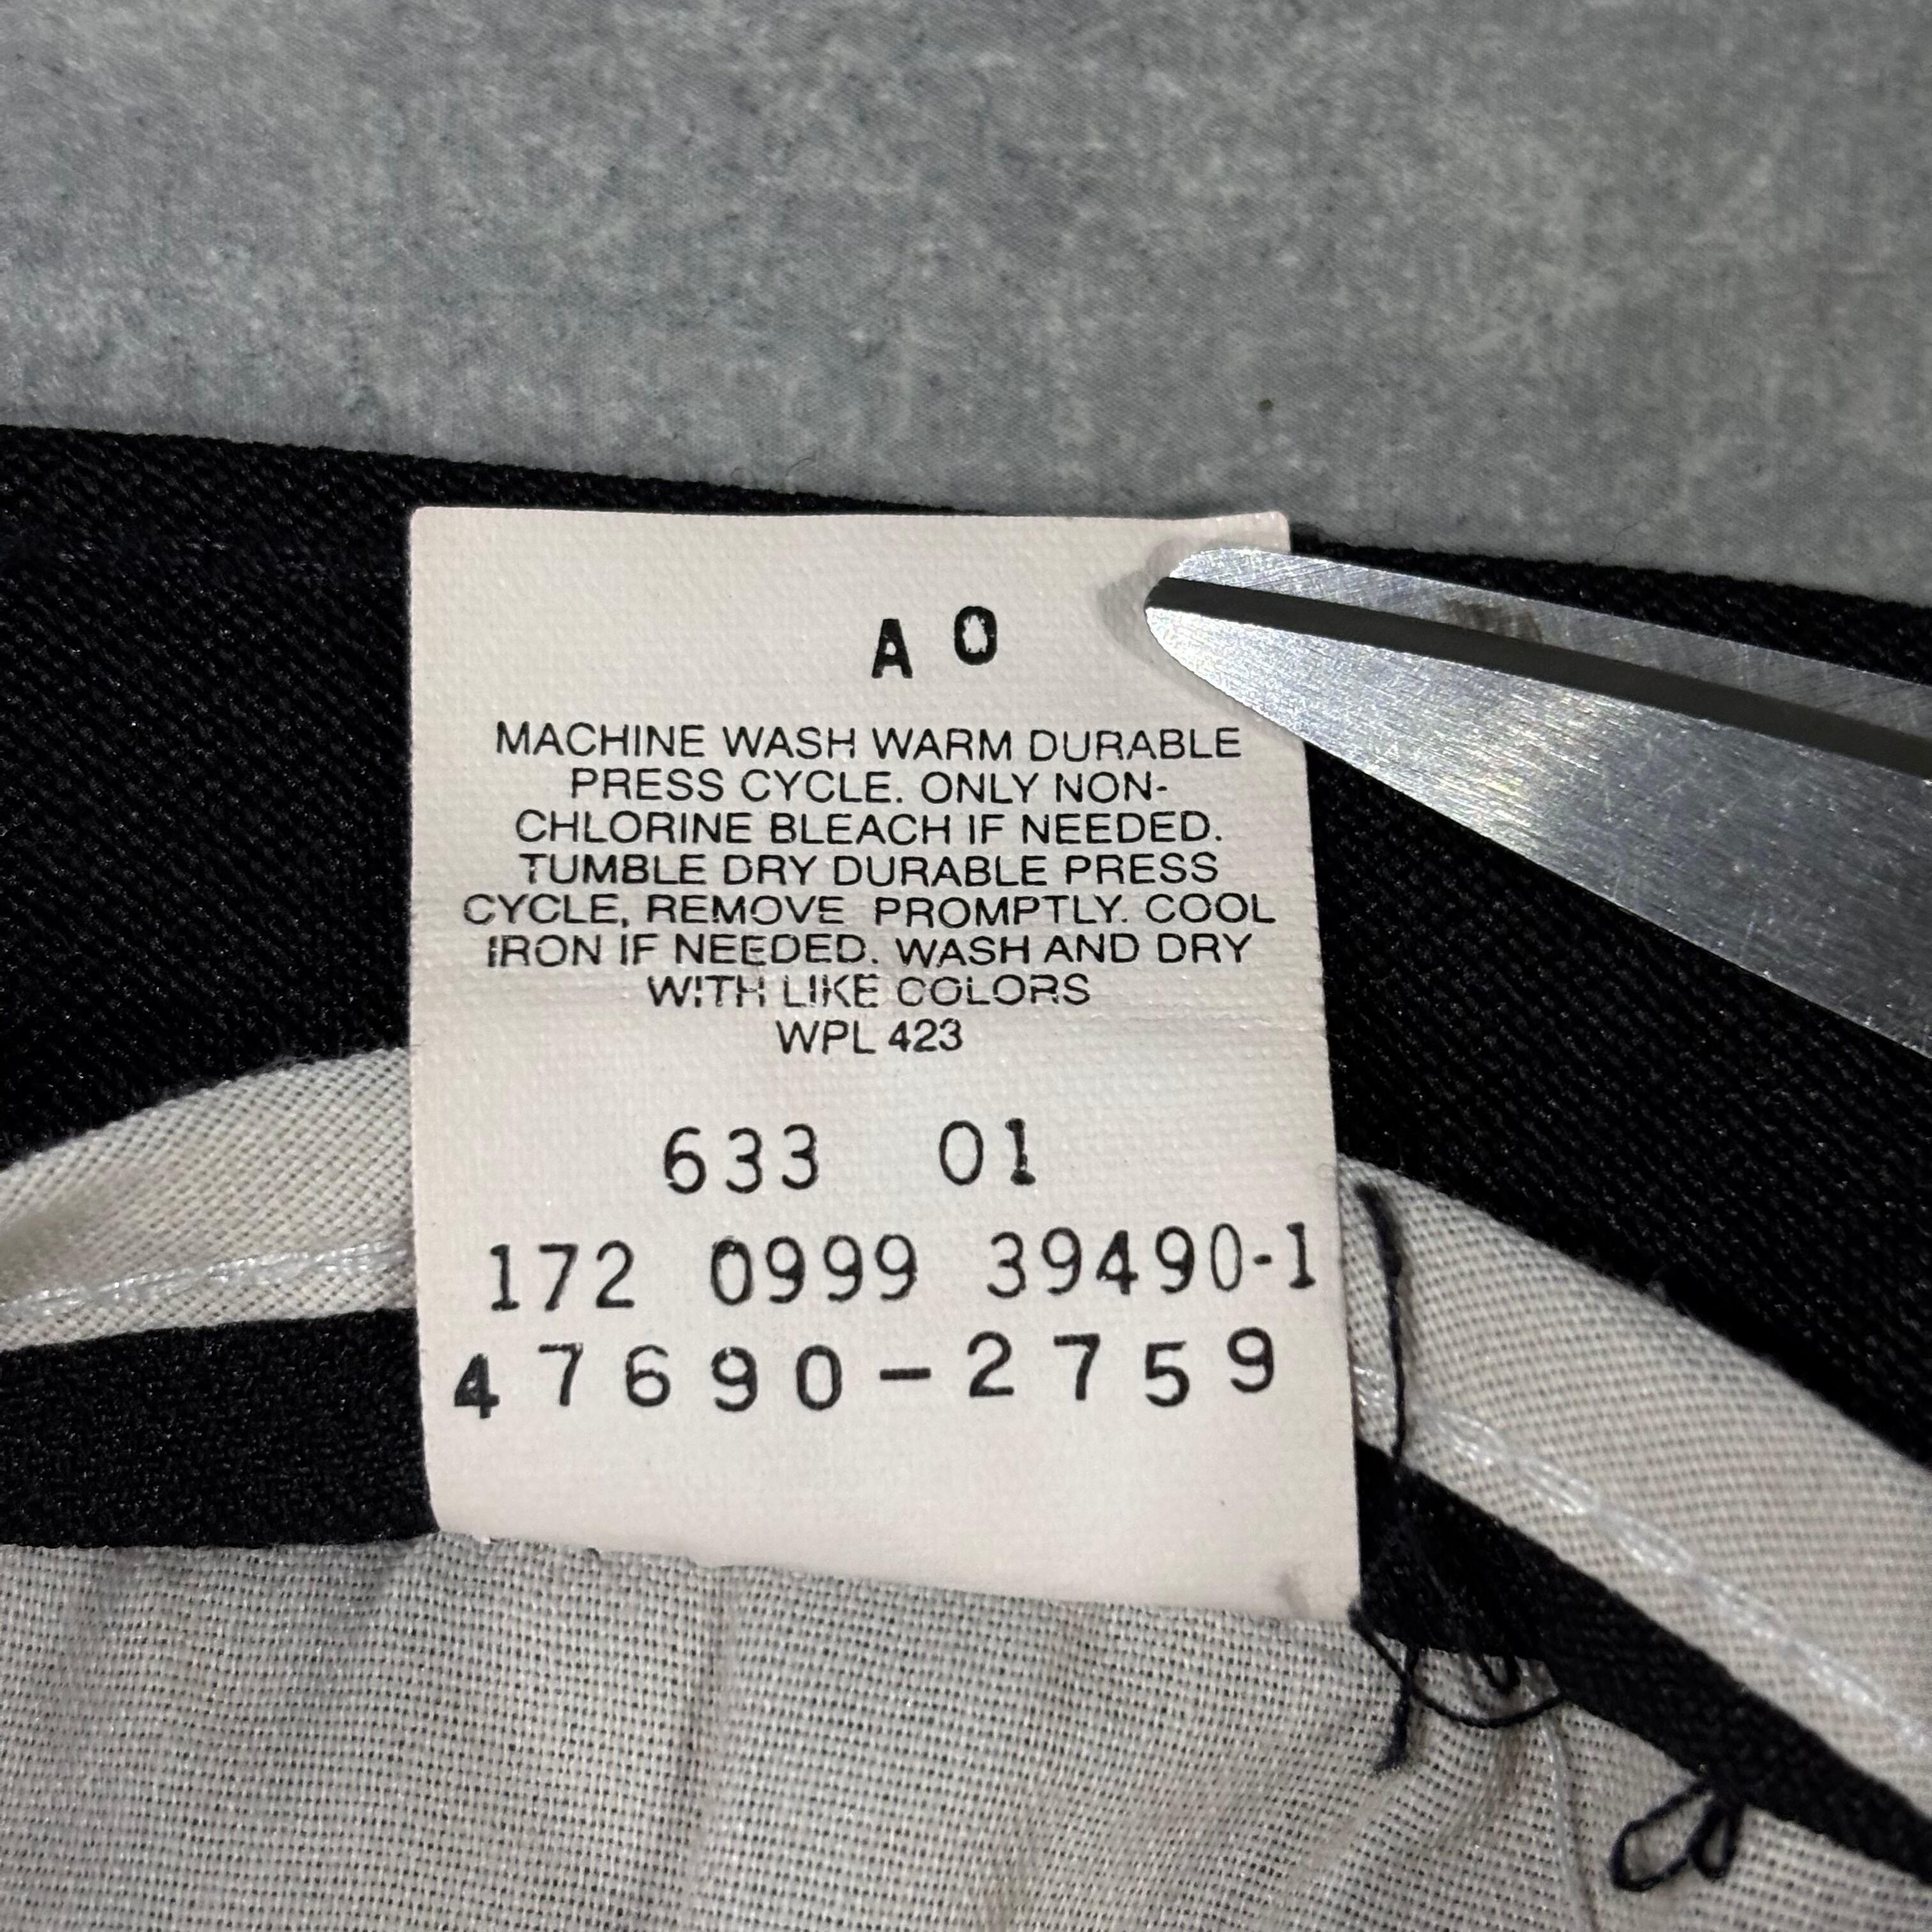 A O
MACHINE WASH WARM DURABLE
PRESS CYCLE. ONLY NON-
CHLORINE BLEACH IF NEEDED.
TUMBLE DRY DURABLE PRESS
CYCLE, REMOVE PROMPTLY. COOL
IRON IF NEEDED. WASH AND DRY
WITH LIKE COLORS
WPL 423
633 01
172 0999 39490-1
47690-2759